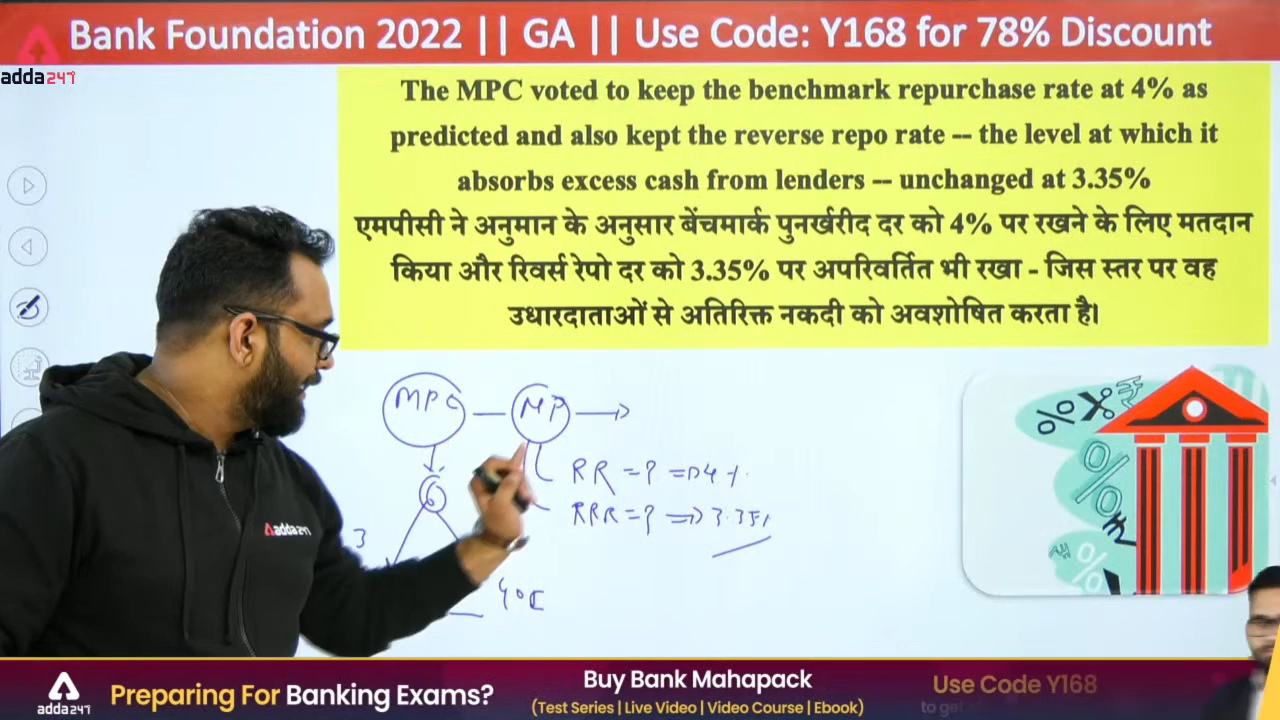 Bank Foundation 2022 || GA || Use Code: Y168 for 78% Discount
adda247
The MPC voted to keep the benchmark repurchase rate at 4% as
predicted and also kept the reverse repo rate -- the level at which it
absorbs excess cash from lenders -- unchanged at 3.35%
एमपीसी ने अनुमान के अनुसार बेंचमार्क पुनर्खरीद दर को 4% पर रखने के लिए मतदान
किया और रिवर्स रेपो दर को 3.35% पर अपरिवर्तित भी रखा - जिस स्तर पर वह
उधारदाताओं से अतिरिक्त नकदी को अवशोषित करता है।
MPC
MP
RR = ? => 4%
6
RRR = ? => 3.35%
3
adda247
Preparing For Banking Exams?
adda247
Buy Bank Mahapack
(Test Series | Live Video | Video Course | Ebook)
Use Code Y168
to get